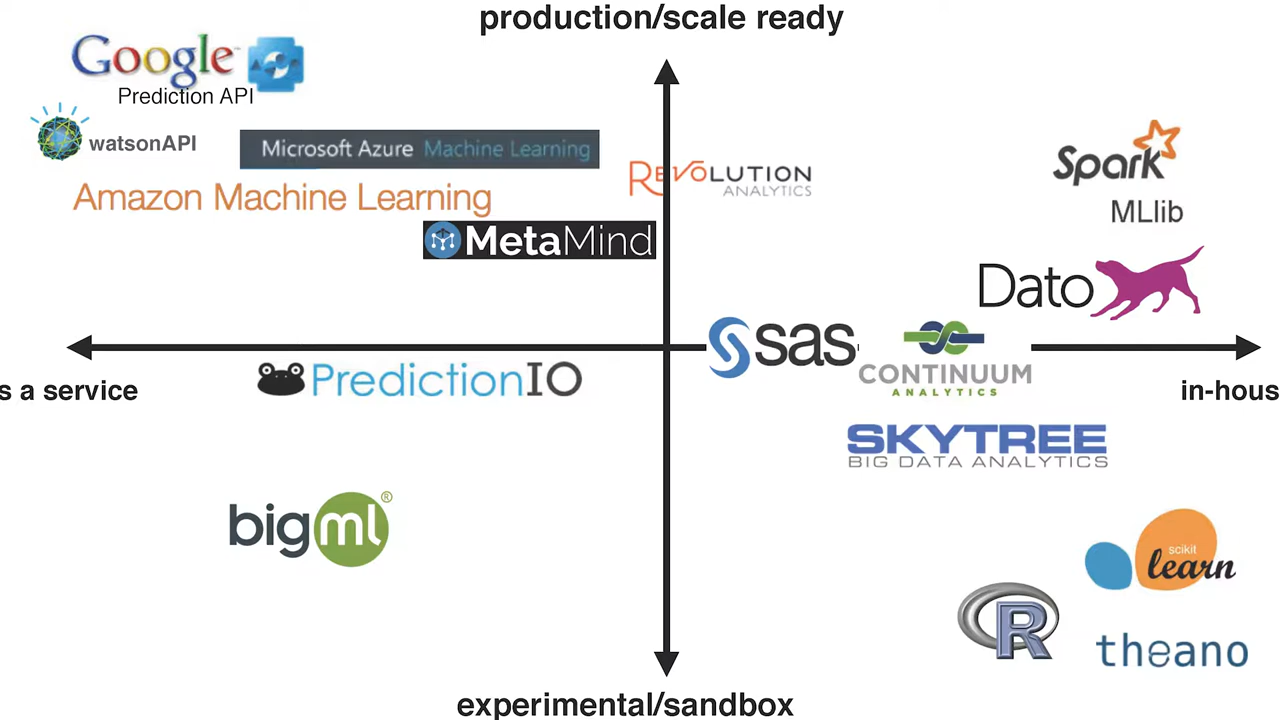 production/scale ready
Google™
Prediction API
watsonAPI
Microsoft Azure Machine Learning
Amazon Machine Learning
REVOLUTION
ANALYTICS
Spark
MLlib
MetaMind
Dato
sas
CONTINUUM
ANALYTICS
PredictionIO
s a service
in-hous
SKYTREE
BIG DATA ANALYTICS
bigml®
scikit
learn
R
theano
experimental/sandbox